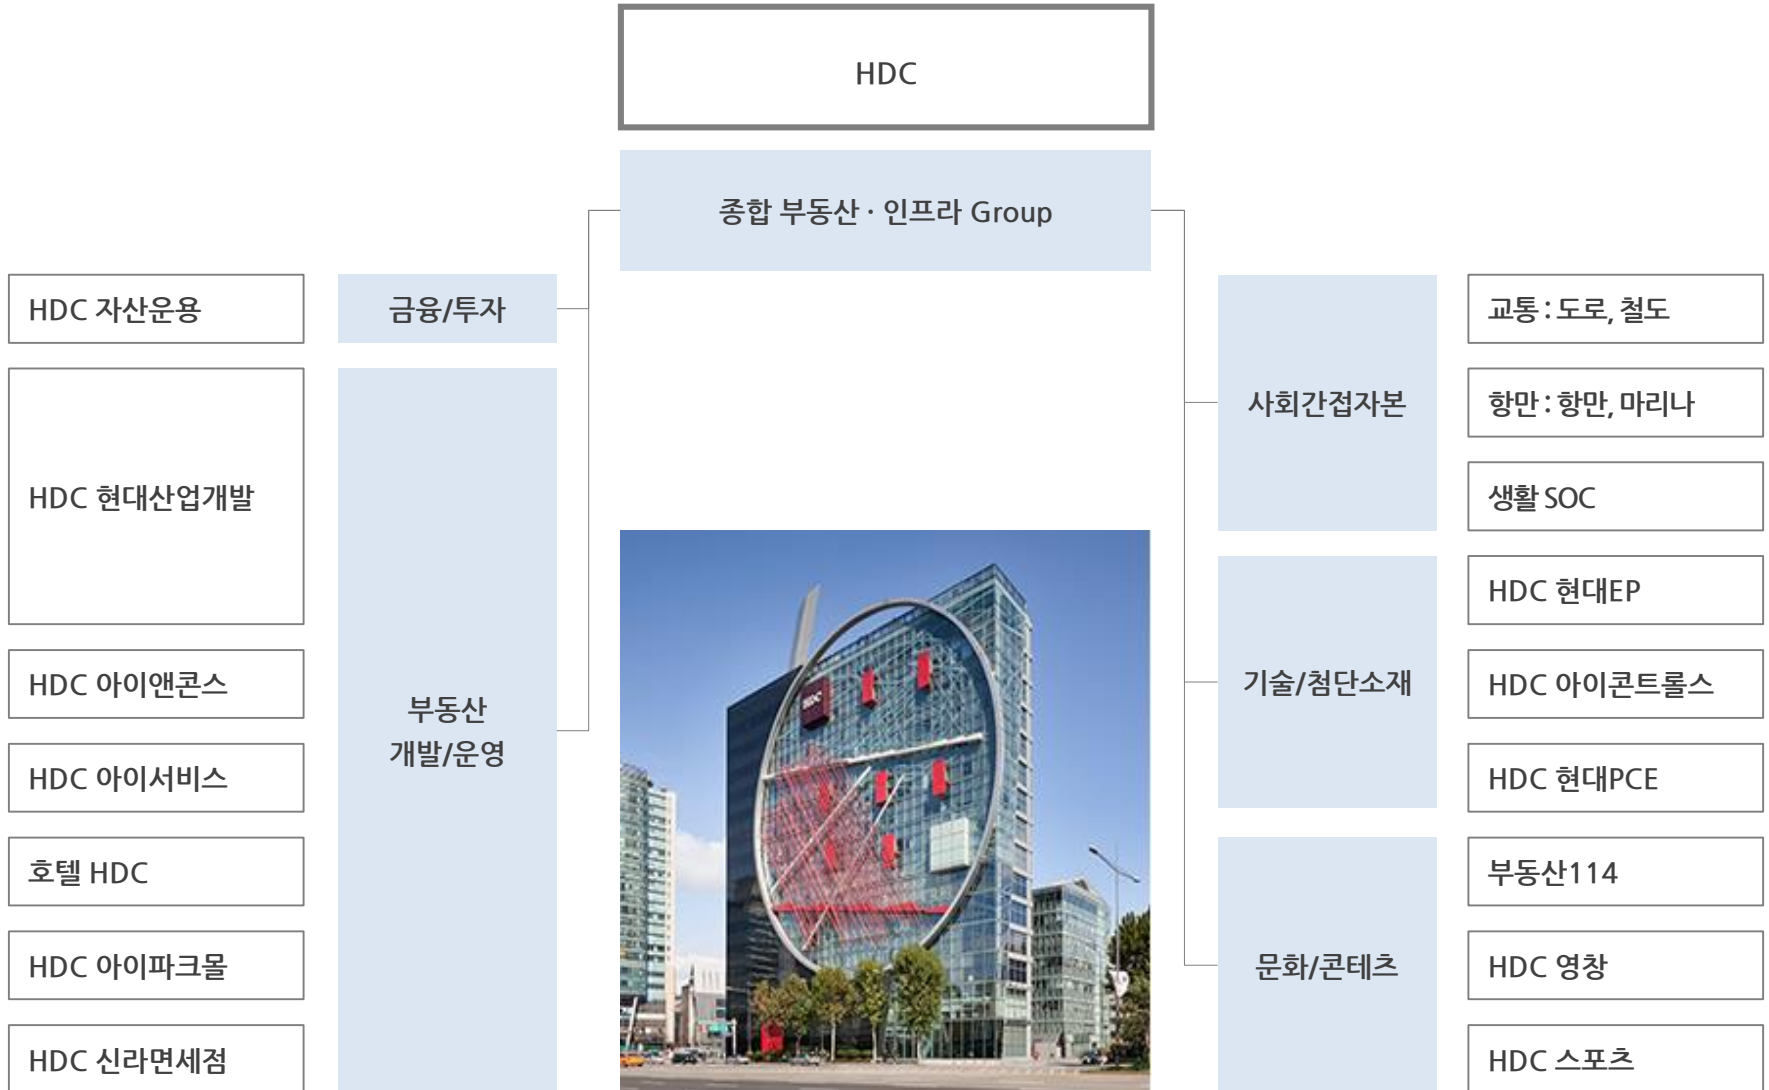 HDC
종합 부동산 · 인프라 Group
HDC 자산운용
금융/투자
HDC 현대산업개발
HDC 아이앤콘스
HDC 아이서비스
호텔 HDC
HDC 아이파크몰
HDC 신라면세점
부동산
개발/운영
HDC
사회간접자본
교통 : 도로, 철도
항만 : 항만, 마리나
생활 SOC
기술/첨단소재
HDC 현대EP
HDC 아이콘트롤스
HDC 현대PCE
문화/콘테츠
부동산114
HDC 영창
HDC 스포츠